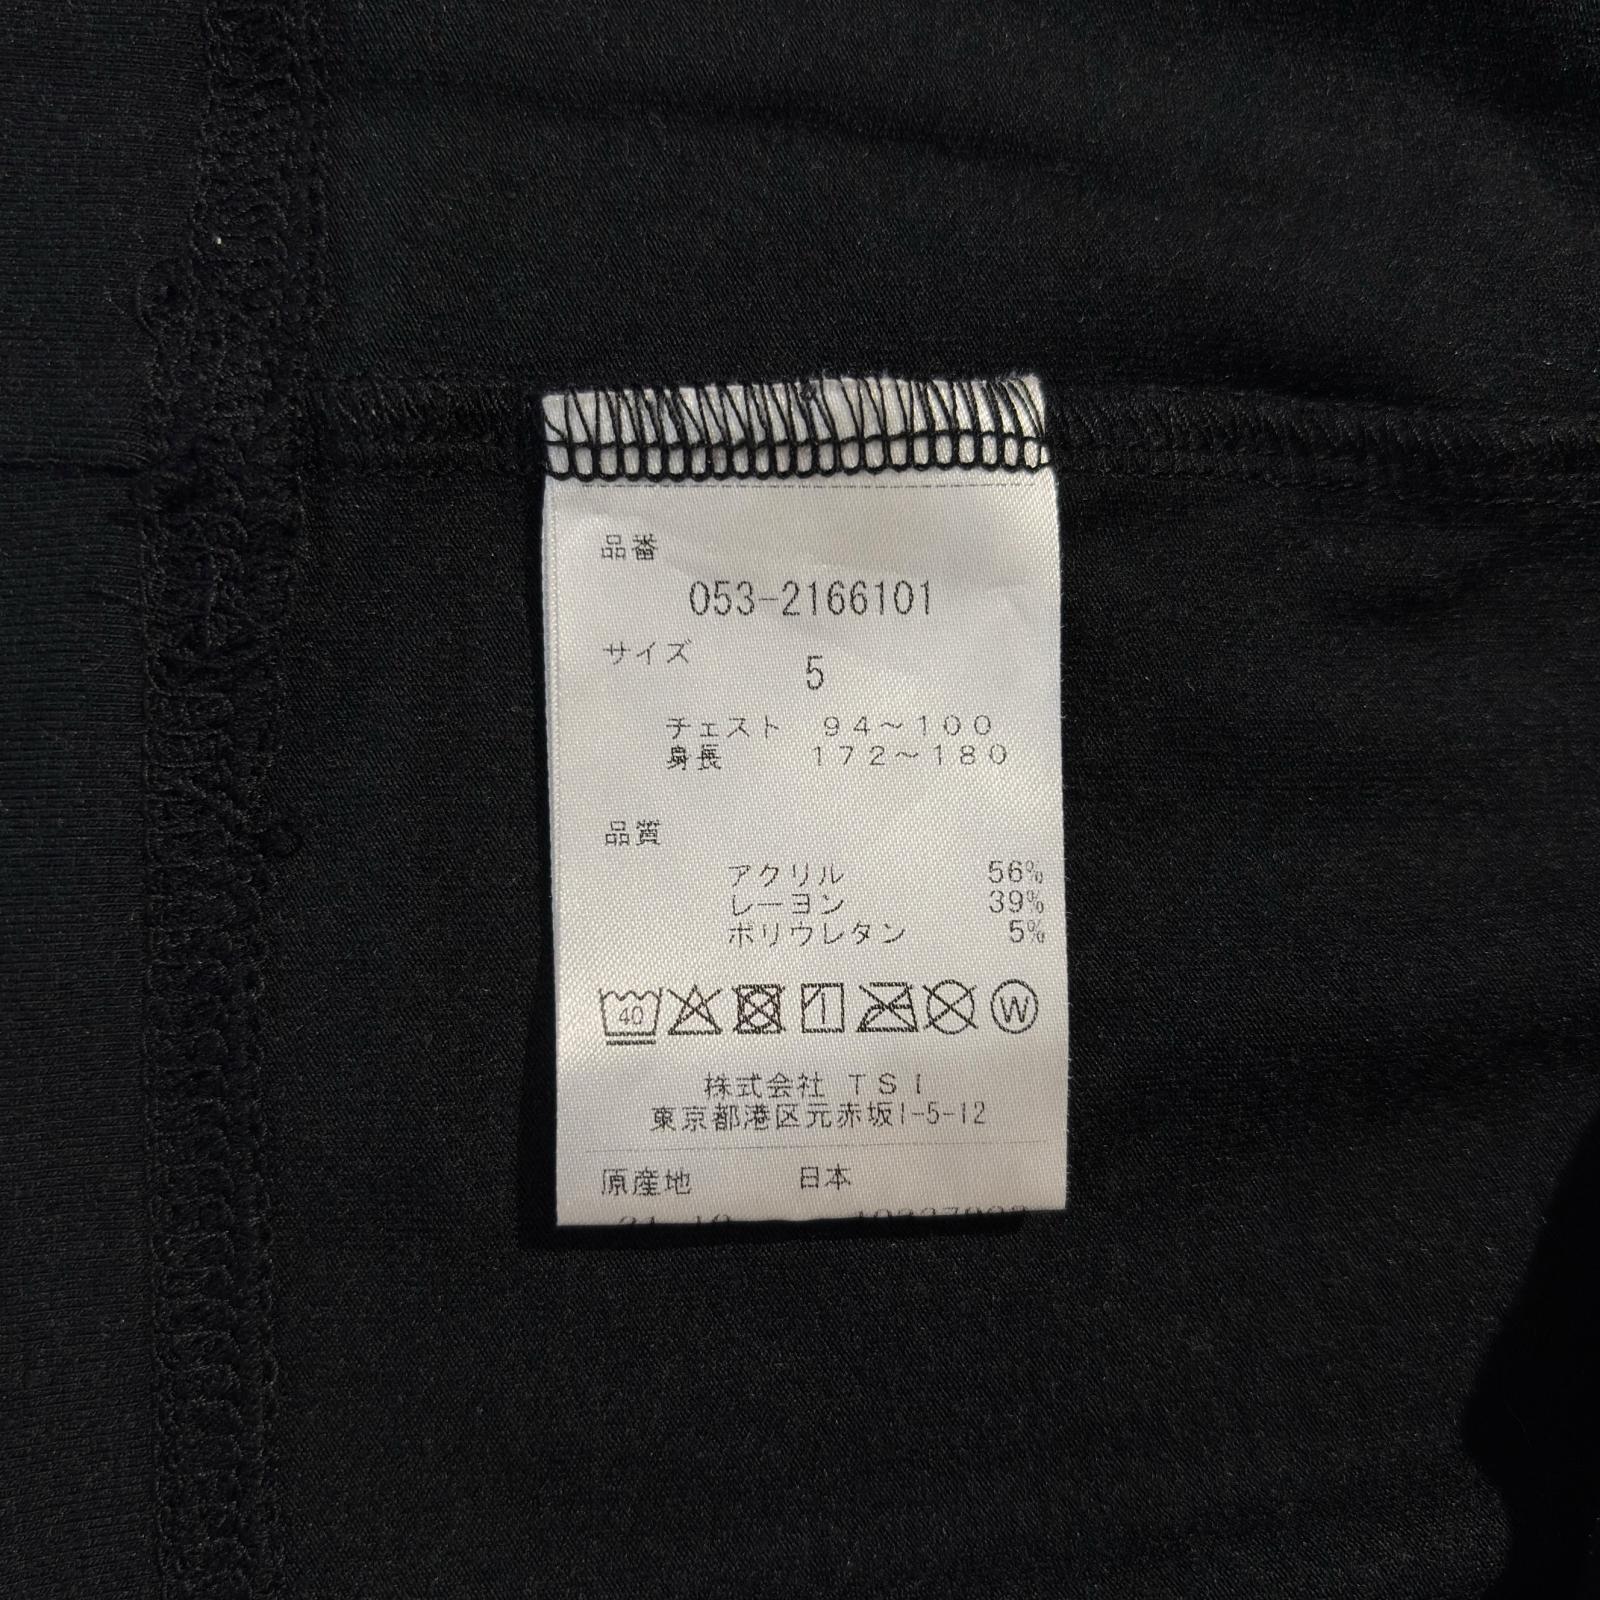 品番
053-2166101
サイズ
5
チェスト 94～100
身長 172～180
品質
アクリル 56%
レーヨン 39%
ポリウレタン 5%
40
W
株式会社 TSI
東京都港区元赤坂1-5-12
原産地 日本